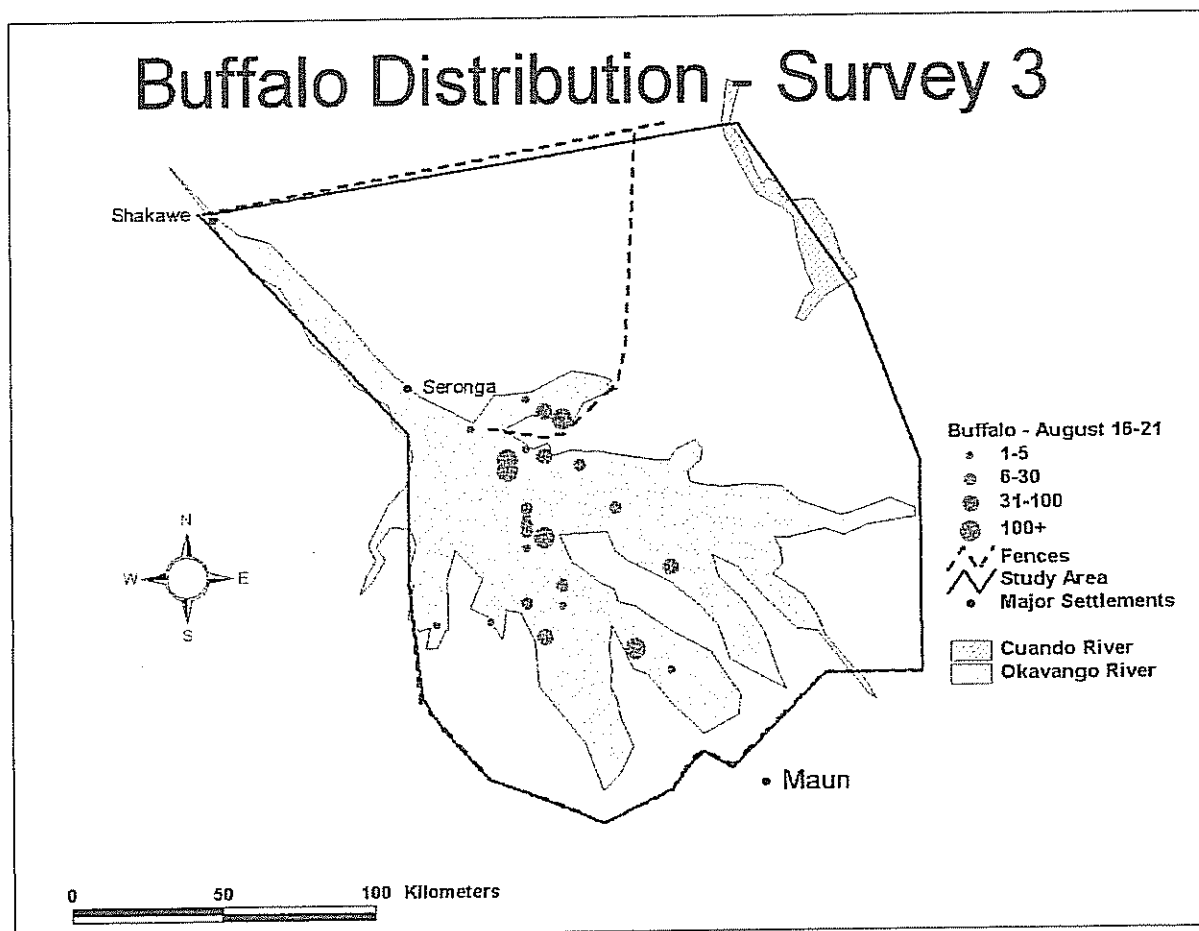 Buffalo Distribution - Survey 3
Shakawe
Seronga
Buffalo - August 16-21
1-5
6-30
31-100
100+
Fences
Study Area
Major Settlements
Cuando River
Okavango River
N
W E
S
Maun
0 50 100 Kilometers